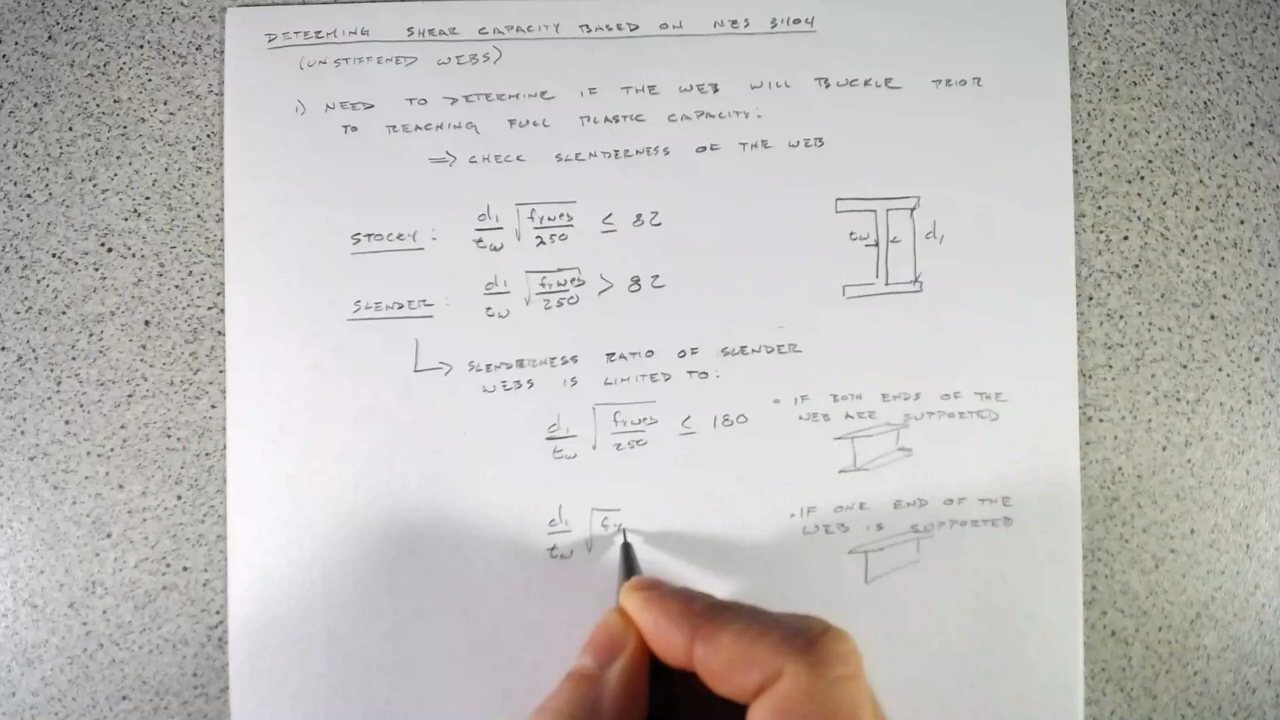 DETERMING SHEAR CAPACITY BASED ON NZS 3404
(UNSTIFFENED WEBS)
1) NEED TO DETERMINE IF THE WEB WILL BUCKLE PRIOR
TO REACHING FULL PLASTIC CAPACITY.
⇒ CHECK SLENDERNESS OF THE WEB
STOCKY : d1/tw √(fyweb/250) ≤ 82
tw d1
SLENDER : d1/tw √(fyweb/250) > 82
↳ SLENDERNESS RATIO OF SLENDER
WEBS IS LIMITED TO:
d1/tw √(fyweb/250) ≤ 180
• IF BOTH ENDS OF THE
WEB ARE SUPPORTED
d1/tw √fy
• IF ONE END OF THE
WEB IS SUPPORTED